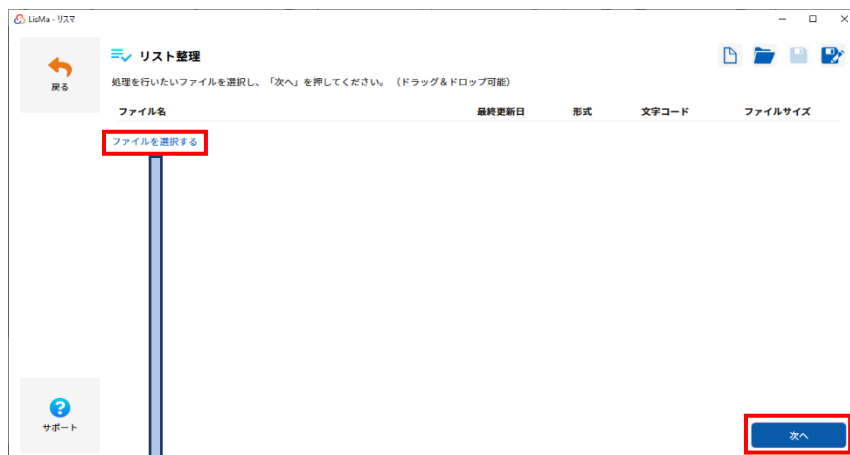 LisMa - リスマ
戻る
リスト整理
処理を行いたいファイルを選択し、「次へ」を押してください。（ドラッグ＆ドロップ可能）
ファイル名 最終更新日 形式 文字コード ファイルサイズ
ファイルを選択する
サポート
次へ